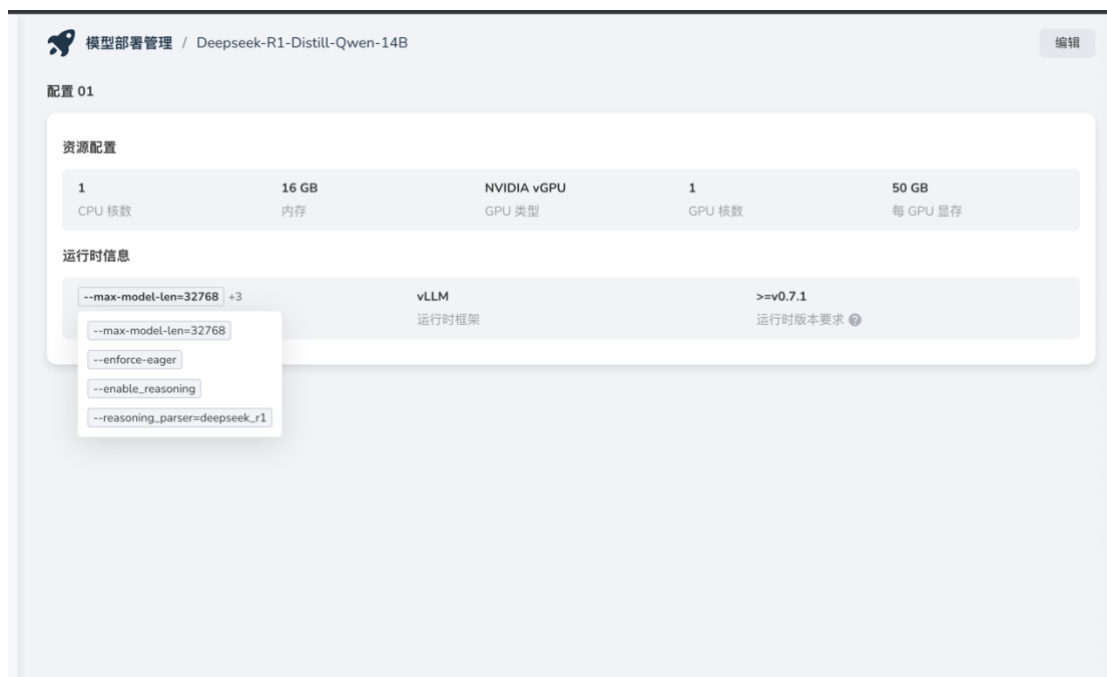 模型部署管理 / Deepseek-R1-Distill-Qwen-14B
编辑
配置 01
资源配置
1 16 GB NVIDIA vGPU 1 50 GB
CPU 核数 内存 GPU 类型 GPU 核数 每 GPU 显存
运行时信息
--max-model-len=32768 +3 vLLM >=v0.7.1
运行时框架 运行时版本要求 ?
--max-model-len=32768
--enforce-eager
--enable_reasoning
--reasoning_parser=deepseek_r1